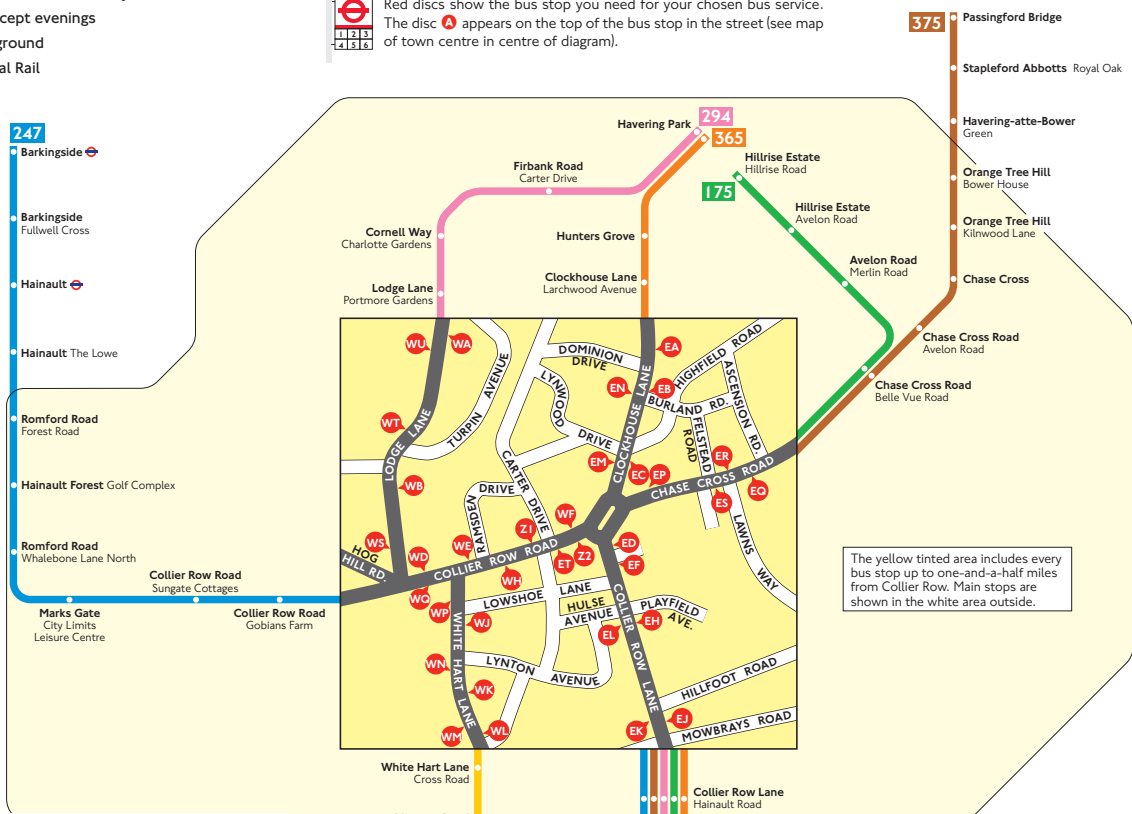 xcept evenings
ground
al Rail
1 2 3
4 5 6
Red discs show the bus stop you need for your chosen bus service.
The disc A appears on the top of the bus stop in the street (see map
of town centre in centre of diagram).
375
Passingford Bridge
Stapleford Abbotts Royal Oak
Havering-atte-Bower
Green
Orange Tree Hill
Bower House
Orange Tree Hill
Kilnwood Lane
Chase Cross
Chase Cross Road
Avelon Road
Chase Cross Road
Belle Vue Road
247
Barkingside
Barkingside
Fullwell Cross
Hainault
Hainault The Lowe
Romford Road
Forest Road
Hainault Forest Golf Complex
Romford Road
Whalebone Lane North
Marks Gate
City Limits
Leisure Centre
Collier Row Road
Sungate Cottages
Collier Row Road
Gobians Farm
294
Havering Park
365
Firbank Road
Carter Drive
Cornell Way
Charlotte Gardens
Lodge Lane
Portmore Gardens
Hunters Grove
Clockhouse Lane
Larchwood Avenue
175
Hillrise Estate
Hillrise Road
Hillrise Estate
Avelon Road
Avelon Road
Merlin Road
WU
WA
EA
DOMINION
DRIVE
HIGHFIELD ROAD
TURPIN AVENUE
LYNWOOD
DRIVE
EN
EB
BURLAND RD.
ASCENSION RD.
FELSTEAD
ROAD
CLOCKHOUSE LANE
WT
LODGE LANE
CARTER DRIVE
EM
EC
EP
ER
CHASE CROSS ROAD
EQ
ES
WB
RAMSDEN
DRIVE
WF
Z1
LAWNS WAY
WS
HOG
HILL RD.
WD
WE
COLLIER ROW ROAD
ET
Z2
ED
EF
WH
WQ
WP
LOWSHOE LANE
WJ
HULSE
AVENUE
PLAYFIELD
AVE.
EH
EL
WHITE HART LANE
COLLIER ROW LANE
WN
LYNTON AVENUE
WK
HILLFOOT ROAD
WM
WL
EK
EJ
MOWBRAYS ROAD
The yellow tinted area includes every
bus stop up to one-and-a-half miles
from Collier Row. Main stops are
shown in the white area outside.
White Hart Lane
Cross Road
Collier Row Lane
Hainault Road